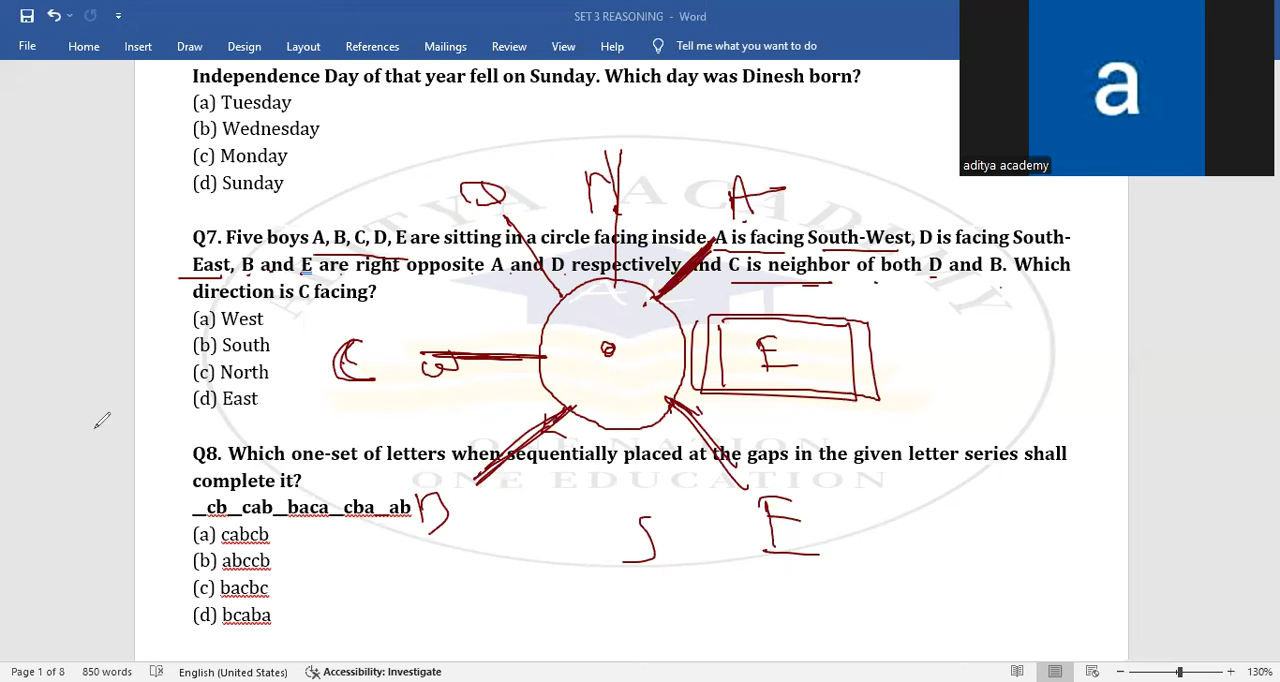 SET 3 REASONING - Word
File Home Insert Draw Design Layout References Mailings Review View Help Tell me what you want to do
a
aditya academy
Independence Day of that year fell on Sunday. Which day was Dinesh born?
(a) Tuesday
(b) Wednesday
(c) Monday
(d) Sunday
D N A
Q7. Five boys A, B, C, D, E are sitting in a circle facing inside. A is facing South-West, D is facing South-
East, B and E are right opposite A and D respectively and C is neighbor of both D and B. Which
direction is C facing?
(a) West
(b) South
(c) North
(d) East
C W E
Q8. Which one-set of letters when sequentially placed at the gaps in the given letter series shall
complete it?
_cb_cab_baca_cba_ab
B S E
(a) cabcb
(b) abccb
(c) bacbc
(d) bcaba
ADITYA ACADEMY
ONE NATION
ONE EDUCATION
Page 1 of 8 850 words English (United States) Accessibility: Investigate 130%